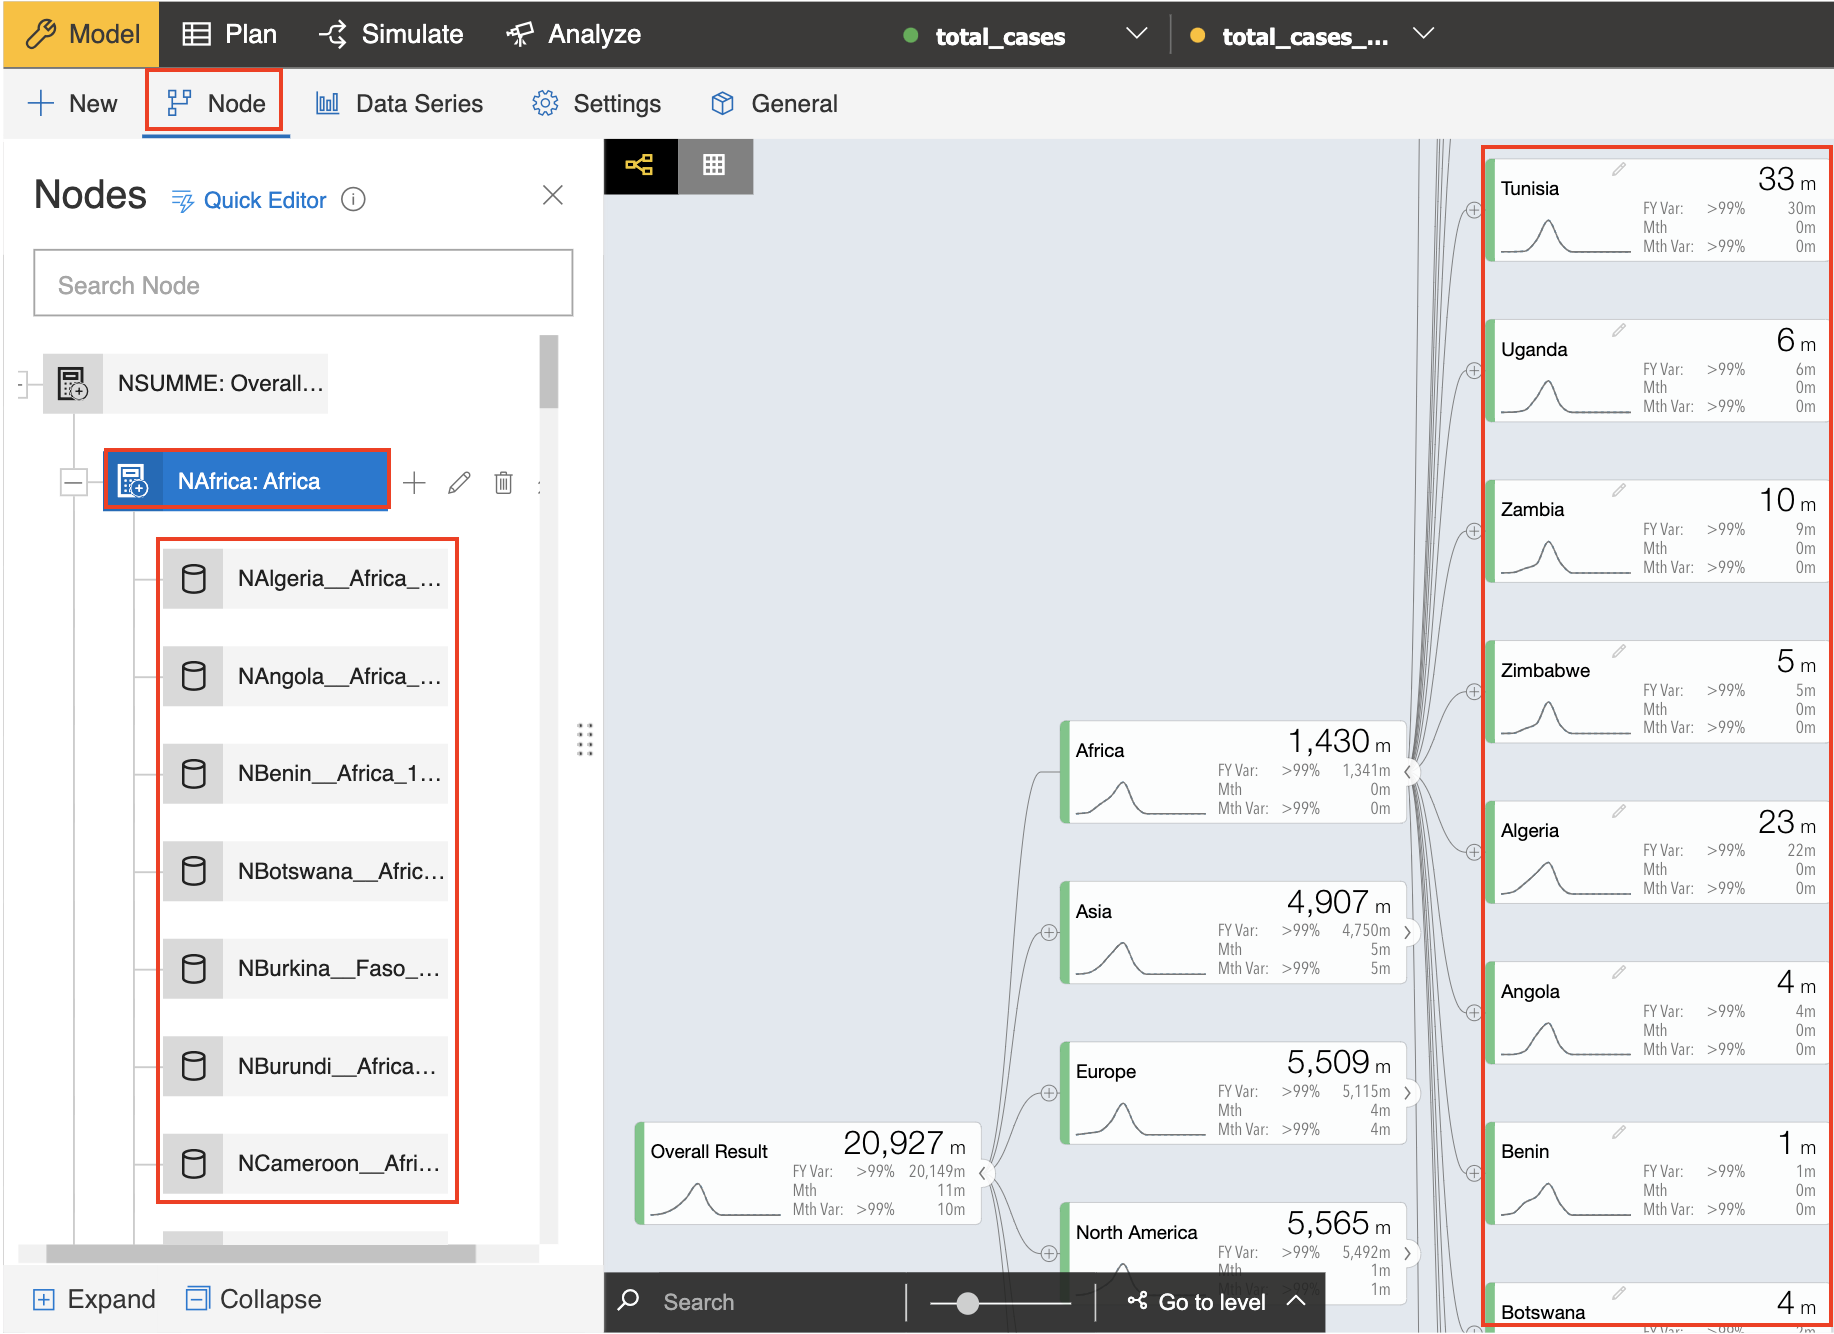 Model Plan Simulate Analyze total_cases total_cases_...
New Node Data Series Settings General
Nodes Quick Editor
Search Node
NSUMME: Overall...
NAfrica: Africa
NAlgeria__Africa_...
NAngola__Africa_...
NBenin__Africa_1...
NBotswana__Afric...
NBurkina__Faso_...
NBurundi__Africa...
NCameroon__Afri...
Expand Collapse
Overall Result 20,927 m
FY Var: >99% 20,149m
Mth 11m
Mth Var: >99% 10m
Africa 1,430 m
FY Var: >99% 1,341m
Mth 0m
Mth Var: >99% 0m
Asia 4,907 m
FY Var: >99% 4,750m
Mth 5m
Mth Var: >99% 5m
Europe 5,509 m
FY Var: >99% 5,115m
Mth 4m
Mth Var: >99% 4m
North America 5,565 m
FY Var: >99% 5,492m
Mth 1m
1m
Tunisia 33 m
FY Var: >99% 30m
Mth 0m
Mth Var: >99% 0m
Uganda 6 m
FY Var: >99% 6m
Mth 0m
Mth Var: >99% 0m
Zambia 10 m
FY Var: >99% 9m
Mth 0m
Mth Var: >99% 0m
Zimbabwe 5 m
FY Var: >99% 5m
Mth 0m
Mth Var: >99% 0m
Algeria 23 m
FY Var: >99% 22m
Mth 0m
Mth Var: >99% 0m
Angola 4 m
FY Var: >99% 4m
Mth 0m
Mth Var: >99% 0m
Benin 1 m
FY Var: >99% 1m
Mth 0m
Mth Var: >99% 0m
Botswana 4 m
Search Go to level